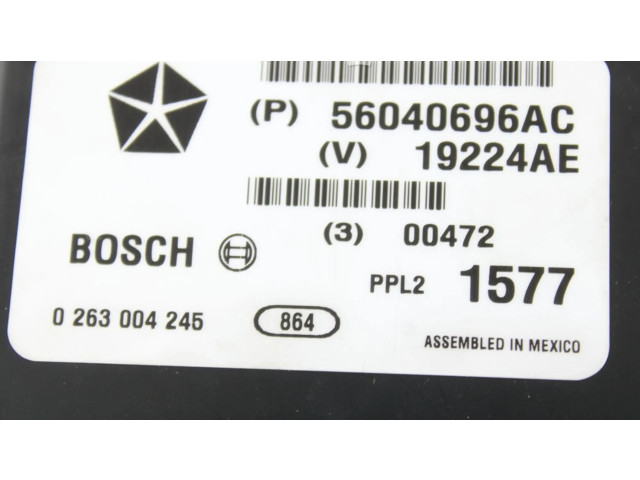 (P) 56040696AC
(V) 19224AE
(3) 00472
BOSCH
PPL2 1577
0 263 004 245 864
ASSEMBLED IN MEXICO